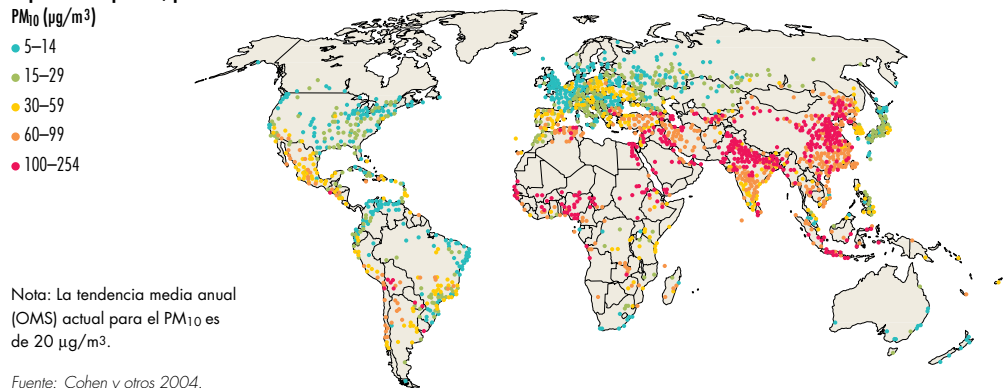 PM10 (µg/m³)
5–14
15–29
30–59
60–99
100–254
Nota: La tendencia media anual
(OMS) actual para el PM10 es
de 20 µg/m³.
Fuente: Cohen y otros 2004.